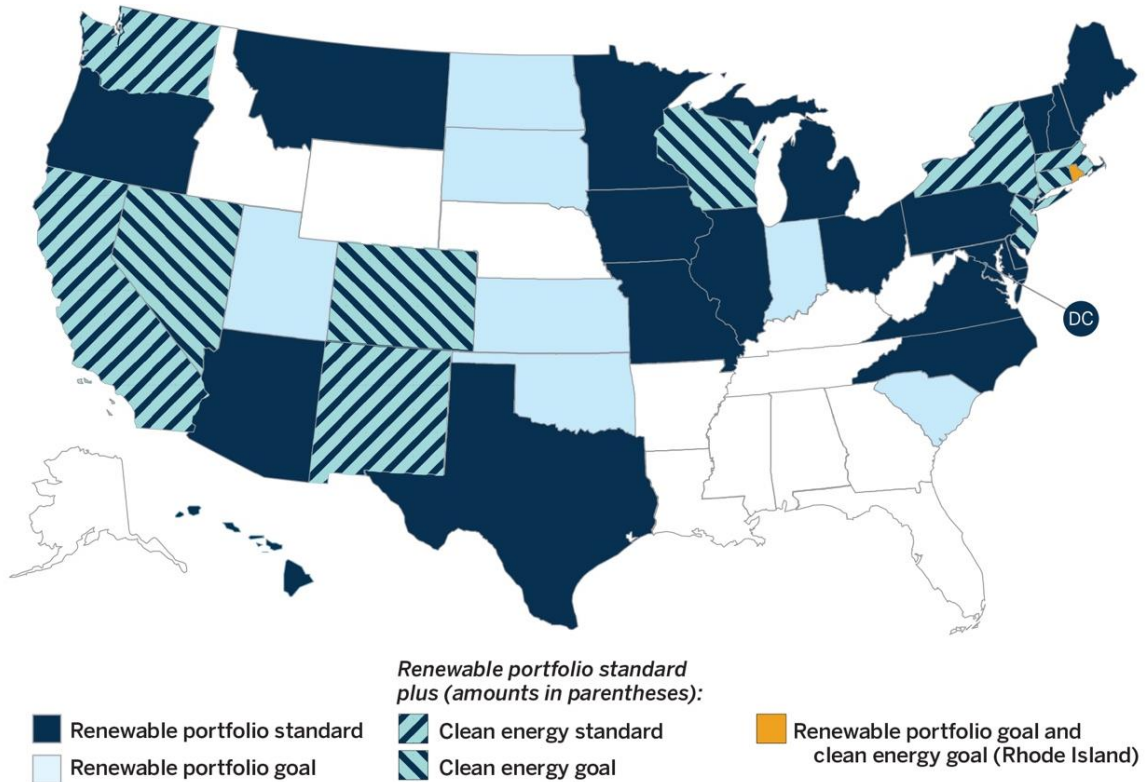 DC
Renewable portfolio standard
Renewable portfolio goal
Renewable portfolio standard
plus (amounts in parentheses):
Clean energy standard
Clean energy goal
Renewable portfolio goal and
clean energy goal (Rhode Island)